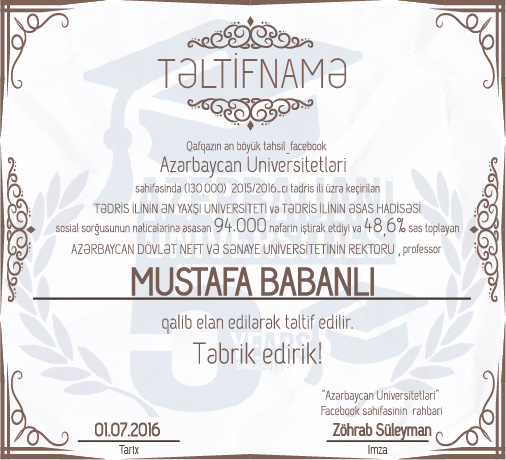 TƏLTİFNAMƏ
Qafqazın ən böyük təhsil_facebook
Azərbaycan Universitetləri
səhifəsində (130 000) 2015/2016_cı tədris ili üzrə keçirilən
TƏDRİS İLİNİN ƏN YAXŞI UNİVERSİTETİ və TƏDRİS İLİNİN ƏSAS HADİSƏSİ
sosial sorğusunun nəticələrinə əsasən 94.000 nəfərin iştirak etdiyi və 48,6% səs toplayan
AZƏRBAYCAN DÖVLƏT NEFT VƏ SƏNAYE UNİVERSİTETİNİN REKTORU , professor
MUSTAFA BABANLI
qalib elan edilərək təltif edilir.
Təbrik edirik!
"Azərbaycan Universitetləri"
Facebook səhifəsinin rəhbəri
01.07.2016
Zöhrab Süleyman
Tarix
İmza